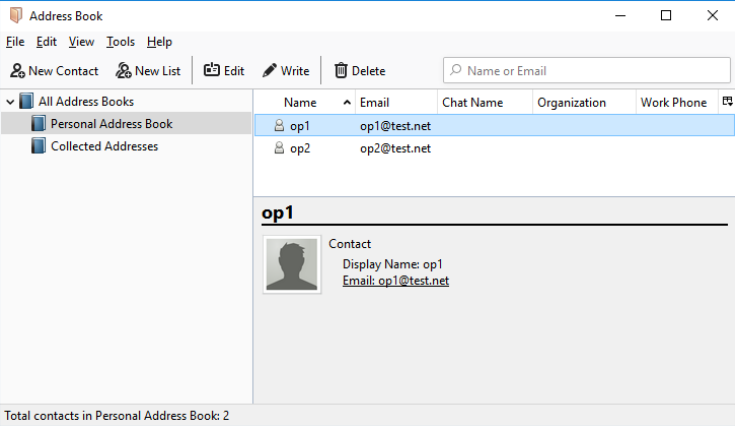 Address Book
File Edit View Tools Help
New Contact New List Edit Write Delete Name or Email
All Address Books
Personal Address Book
Collected Addresses
Name Email Chat Name Organization Work Phone
op1 op1@test.net
op2 op2@test.net
op1
Contact
Display Name: op1
Email: op1@test.net
Total contacts in Personal Address Book: 2